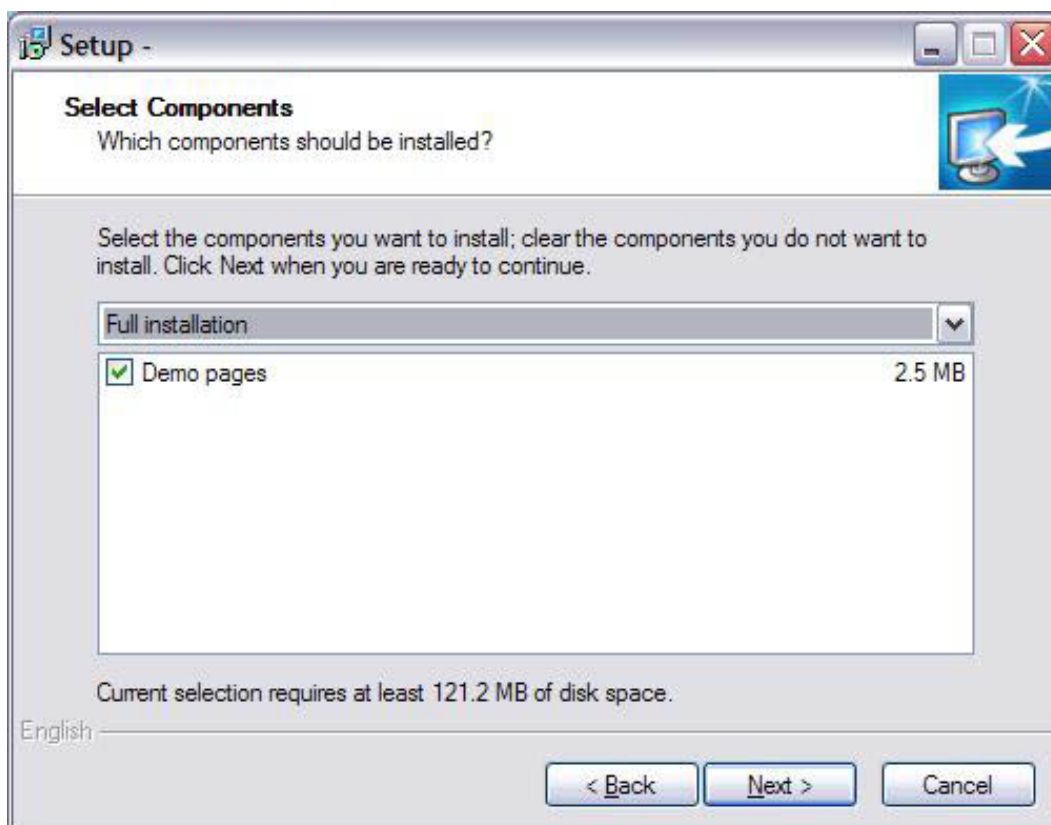 Setup -
Select Components
Which components should be installed?
Select the components you want to install; clear the components you do not want to
install. Click Next when you are ready to continue.
Full installation
Demo pages 2.5 MB
Current selection requires at least 121.2 MB of disk space.
English
< Back Next > Cancel